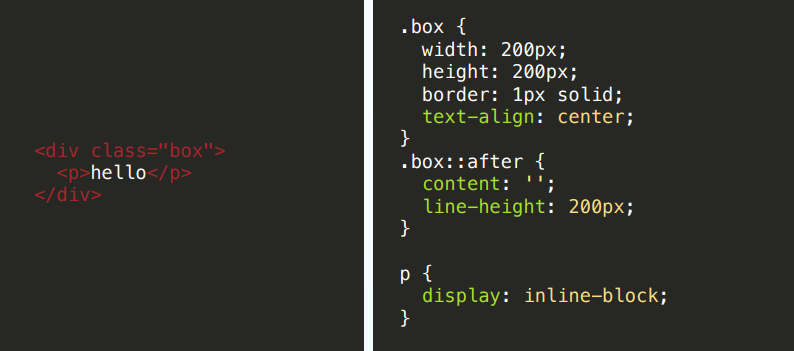 <div class="box">
  <p>hello</p>
</div>
.box {
  width: 200px;
  height: 200px;
  border: 1px solid;
  text-align: center;
}
.box::after {
  content: '';
  line-height: 200px;
}
p {
  display: inline-block;
}